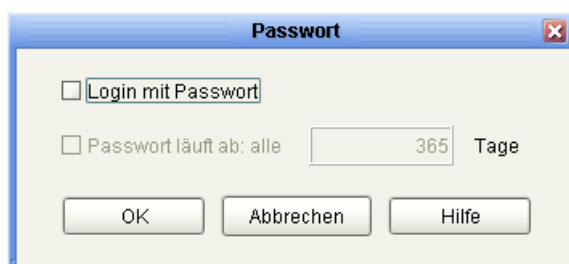 Passwort
Login mit Passwort
Passwort läuft ab: alle 365 Tage
OK Abbrechen Hilfe